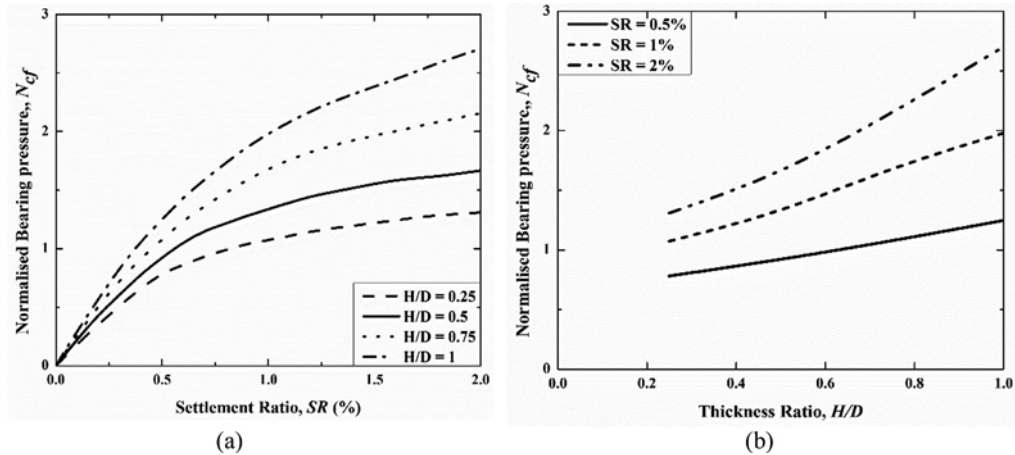 3
2
1
0
0.0
0.5
1.0
1.5
2.0
Normalised Bearing pressure,, Ncf
Settlement Ratio, SR (%)
H/D = 0.25
H/D = 0.5
H/D = 0.75
H/D = 1
(a)
3
2
1
0
0.0
0.2
0.4
0.6
0.8
1.0
Normalised Bearing pressure,, Ncf
Thickness Ratio, H/D
SR = 0.5%
SR = 1%
SR = 2%
(b)